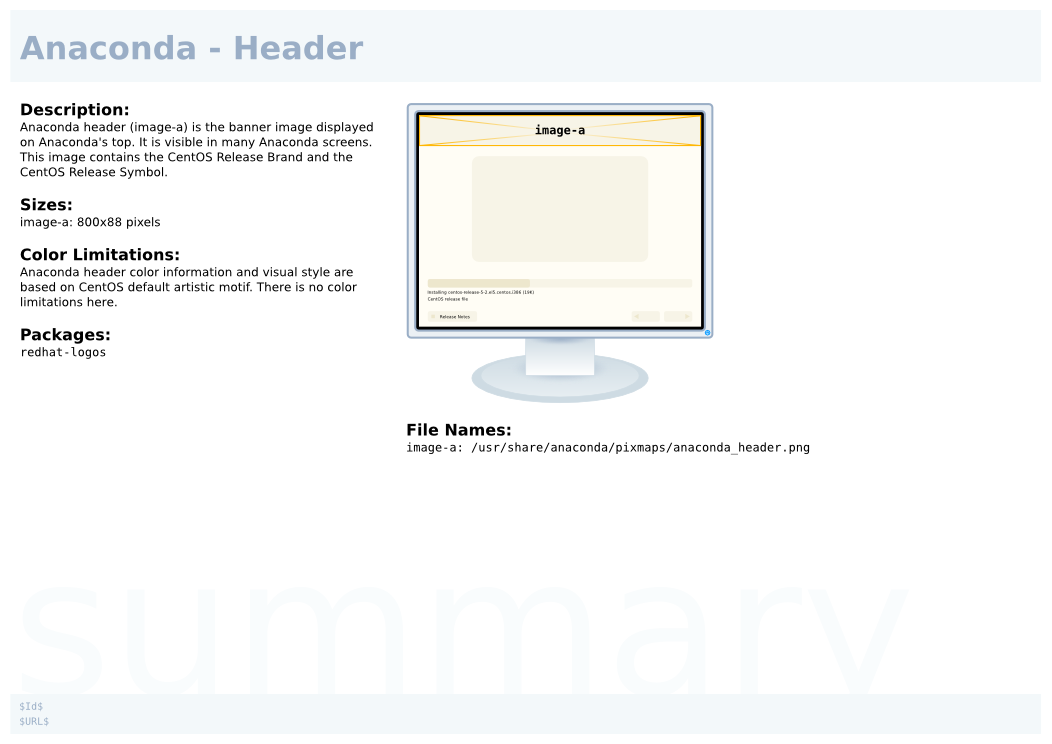 Anaconda - Header
Description:
Anaconda header (image-a) is the banner image displayed
on Anaconda's top. It is visible in many Anaconda screens.
This image contains the CentOS Release Brand and the
CentOS Release Symbol.
Sizes:
image-a: 800x88 pixels
Color Limitations:
Anaconda header color information and visual style are
based on CentOS default artistic motif. There is no color
limitations here.
Packages:
redhat-logos
image-a
Installing centos-release-5-2.el5.centos.i386 (19K)
CentOS release file
Release Notes
File Names:
image-a: /usr/share/anaconda/pixmaps/anaconda_header.png
summary
$Id$
$URL$